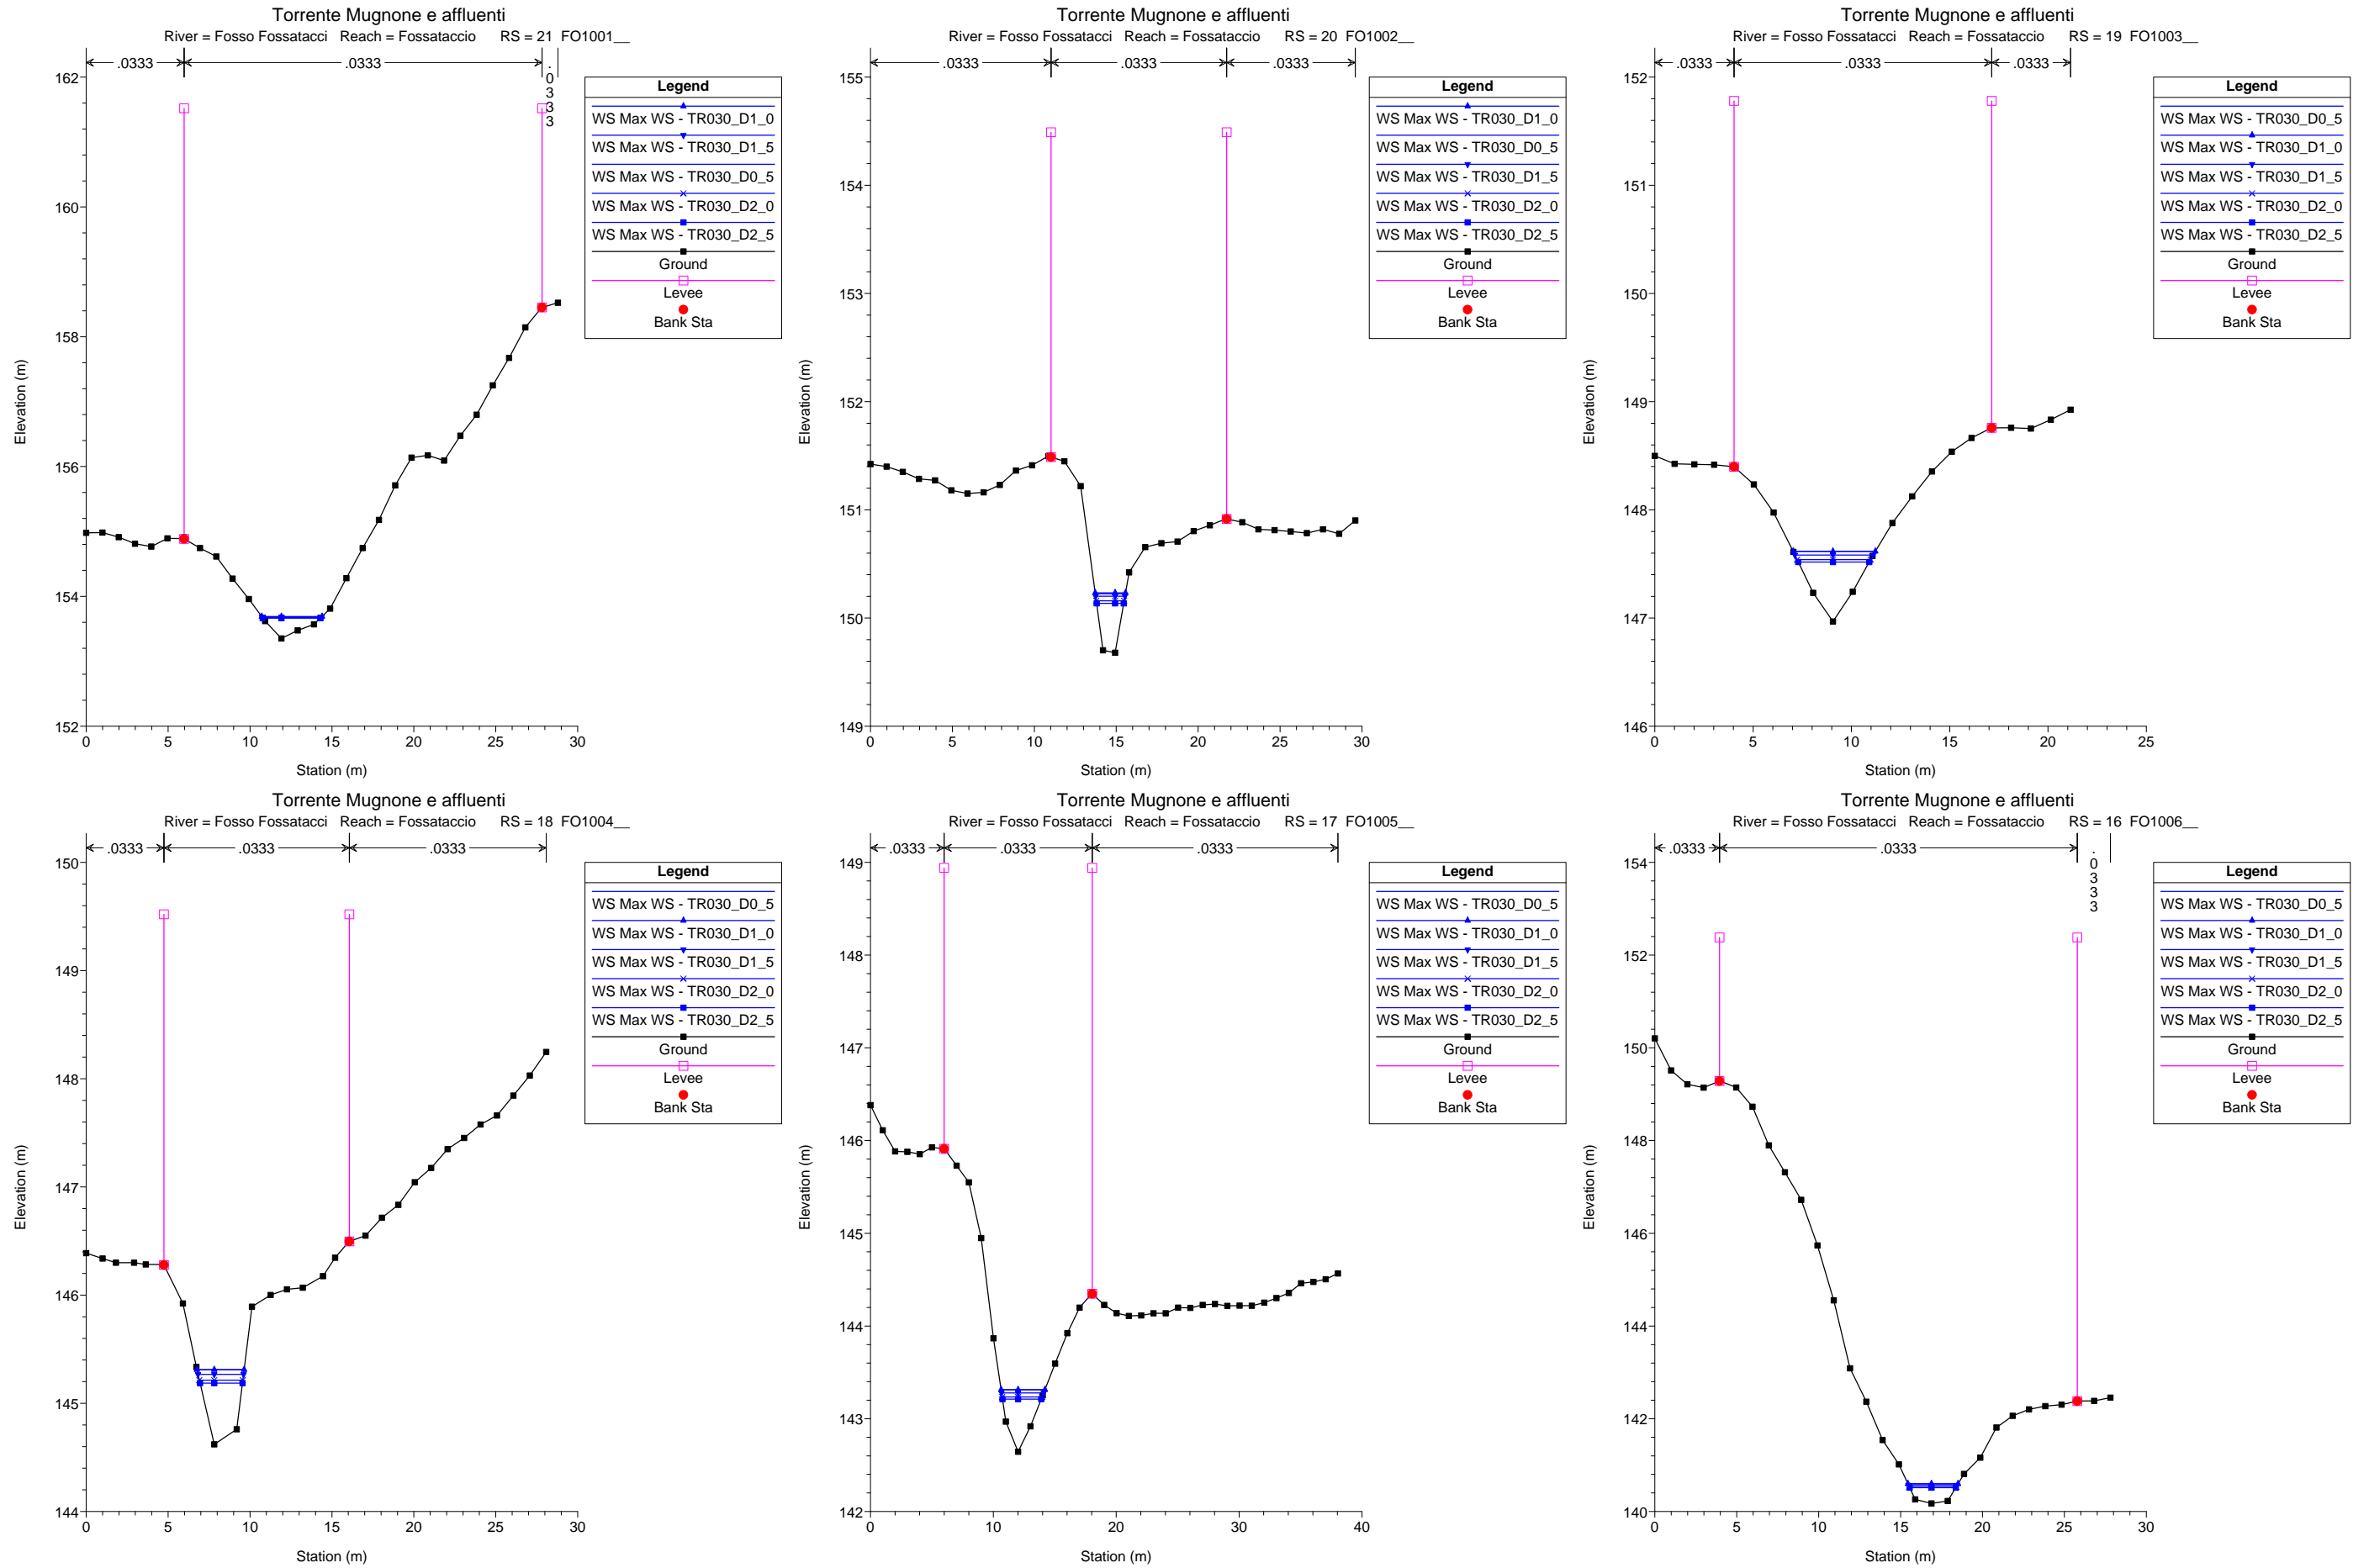 Torrente Mugnone e affluenti
River = Fosso Fossatacci   Reach = Fossataccio      RS = 21  FO1001__
.0333
.0333
.0333
162
160
158
156
154
152
0
5
10
15
20
25
30
Elevation (m)
Station (m)
Legend
WS Max WS - TR030_D1_0
WS Max WS - TR030_D1_5
WS Max WS - TR030_D0_5
WS Max WS - TR030_D2_0
WS Max WS - TR030_D2_5
Ground
Levee
Bank Sta
Torrente Mugnone e affluenti
River = Fosso Fossatacci   Reach = Fossataccio      RS = 20  FO1002__
.0333
.0333
.0333
155
154
153
152
151
150
149
0
5
10
15
20
25
30
Elevation (m)
Station (m)
Legend
WS Max WS - TR030_D1_0
WS Max WS - TR030_D0_5
WS Max WS - TR030_D1_5
WS Max WS - TR030_D2_0
WS Max WS - TR030_D2_5
Ground
Levee
Bank Sta
Torrente Mugnone e affluenti
River = Fosso Fossatacci   Reach = Fossataccio      RS = 19  FO1003__
.0333
.0333
.0333
152
151
150
149
148
147
146
0
5
10
15
20
25
Elevation (m)
Station (m)
Legend
WS Max WS - TR030_D0_5
WS Max WS - TR030_D1_0
WS Max WS - TR030_D1_5
WS Max WS - TR030_D2_0
WS Max WS - TR030_D2_5
Ground
Levee
Bank Sta
Torrente Mugnone e affluenti
River = Fosso Fossatacci   Reach = Fossataccio      RS = 18  FO1004__
.0333
.0333
.0333
150
149
148
147
146
145
144
0
5
10
15
20
25
30
Elevation (m)
Station (m)
Legend
WS Max WS - TR030_D0_5
WS Max WS - TR030_D1_0
WS Max WS - TR030_D1_5
WS Max WS - TR030_D2_0
WS Max WS - TR030_D2_5
Ground
Levee
Bank Sta
Torrente Mugnone e affluenti
River = Fosso Fossatacci   Reach = Fossataccio      RS = 17  FO1005__
.0333
.0333
.0333
149
148
147
146
145
144
143
142
0
10
20
30
40
Elevation (m)
Station (m)
Legend
WS Max WS - TR030_D0_5
WS Max WS - TR030_D1_0
WS Max WS - TR030_D1_5
WS Max WS - TR030_D2_0
WS Max WS - TR030_D2_5
Ground
Levee
Bank Sta
Torrente Mugnone e affluenti
River = Fosso Fossatacci   Reach = Fossataccio      RS = 16  FO1006__
.0333
.0333
.0333
154
152
150
148
146
144
142
140
0
5
10
15
20
25
30
Elevation (m)
Station (m)
Legend
WS Max WS - TR030_D0_5
WS Max WS - TR030_D1_0
WS Max WS - TR030_D1_5
WS Max WS - TR030_D2_0
WS Max WS - TR030_D2_5
Ground
Levee
Bank Sta